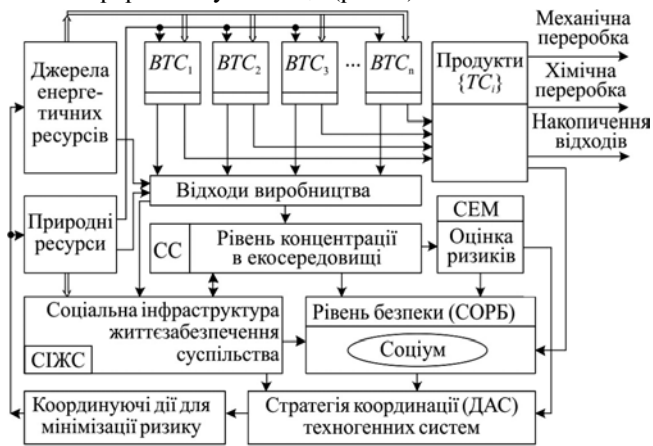 Джерела
енерге-
тичних
ресурсів
ВТС₁
ВТС₂
ВТС₃
...
ВТСₙ
Продукти
{ТСᵢ}
Механічна
переробка
Хімічна
переробка
Накопичення
відходів
Відходи виробництва
Природні
ресурси
СС
Рівень концентрації
в екосередовищі
СЕМ
Оцінка
ризиків
Соціальна інфраструктура
життєзабезпечення
суспільства
СІЖС
Рівень безпеки (СОРБ)
Соціум
Координуючі дії для
мінімізації ризику
Стратегія координації (ДАС)
техногенних систем